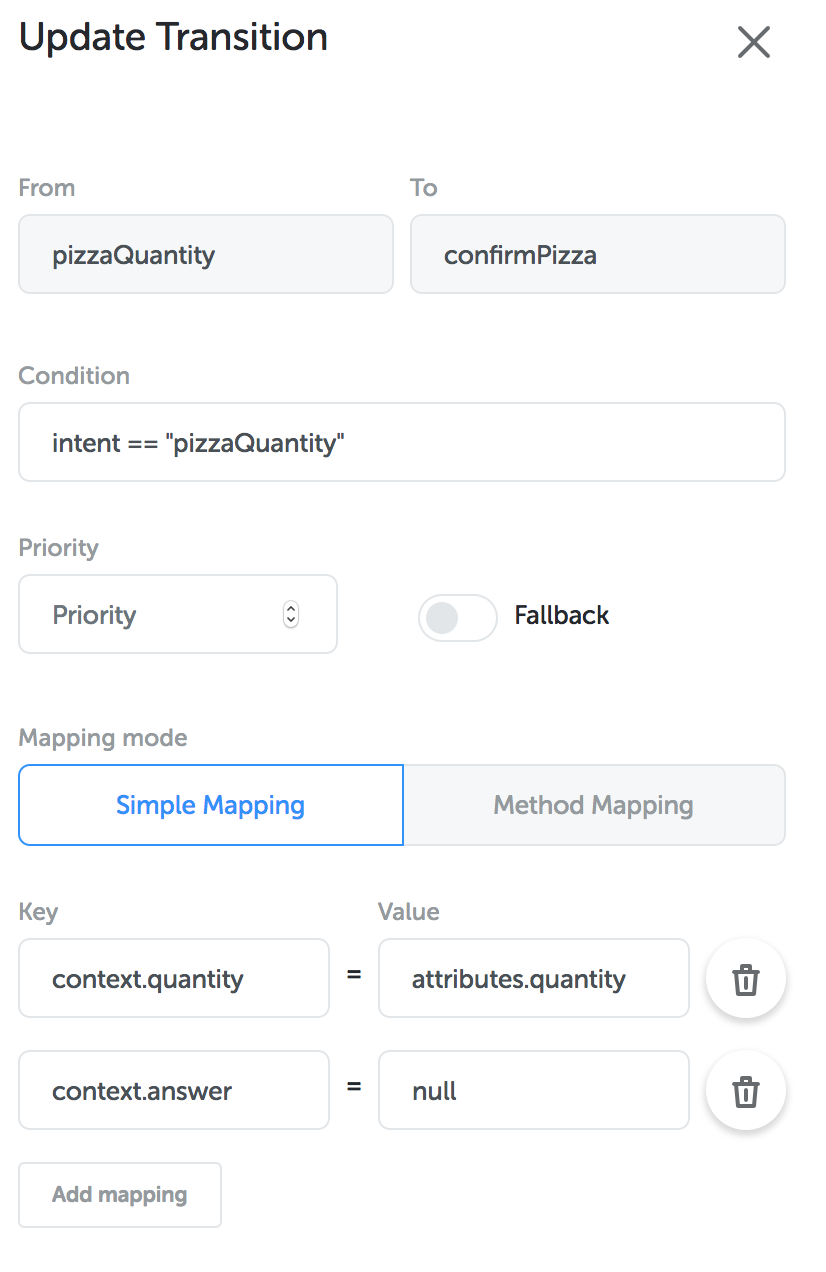 Update Transition
From To
pizzaQuantity confirmPizza
Condition
intent == "pizzaQuantity"
Priority
Priority Fallback
Mapping mode
Simple Mapping Method Mapping
Key Value
context.quantity = attributes.quantity
context.answer = null
Add mapping